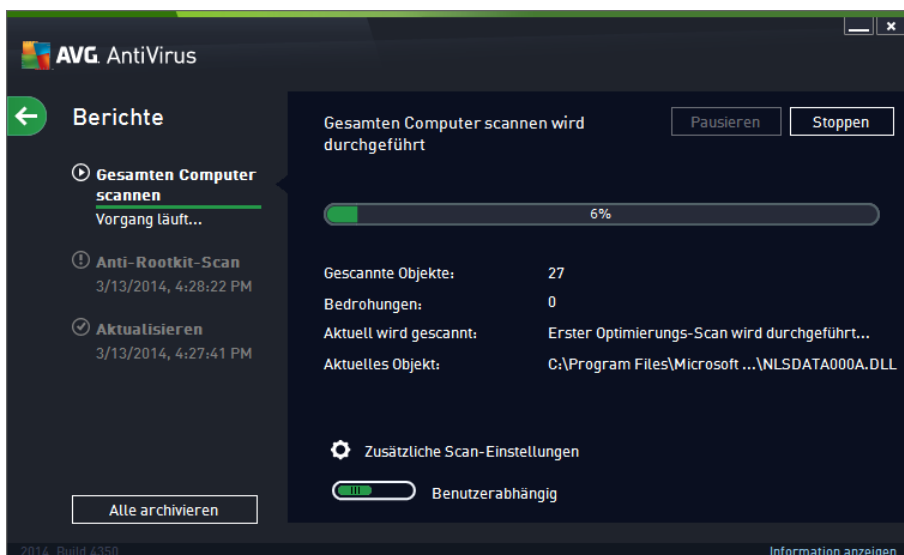 AVG AntiVirus
Berichte
Gesamten Computer
scannen
Vorgang läuft...
Anti-Rootkit-Scan
3/13/2014, 4:28:22 PM
Aktualisieren
3/13/2014, 4:27:41 PM
Alle archivieren
Gesamten Computer scannen wird
durchgeführt
Pausieren
Stoppen
6%
Gescannte Objekte: 27
Bedrohungen: 0
Aktuell wird gescannt: Erster Optimierungs-Scan wird durchgeführt...
Aktuelles Objekt: C:\Program Files\Microsoft ...\NLSDATA000A.DLL
Zusätzliche Scan-Einstellungen
Benutzerabhängig
2014 Build 4350
Information anzeigen